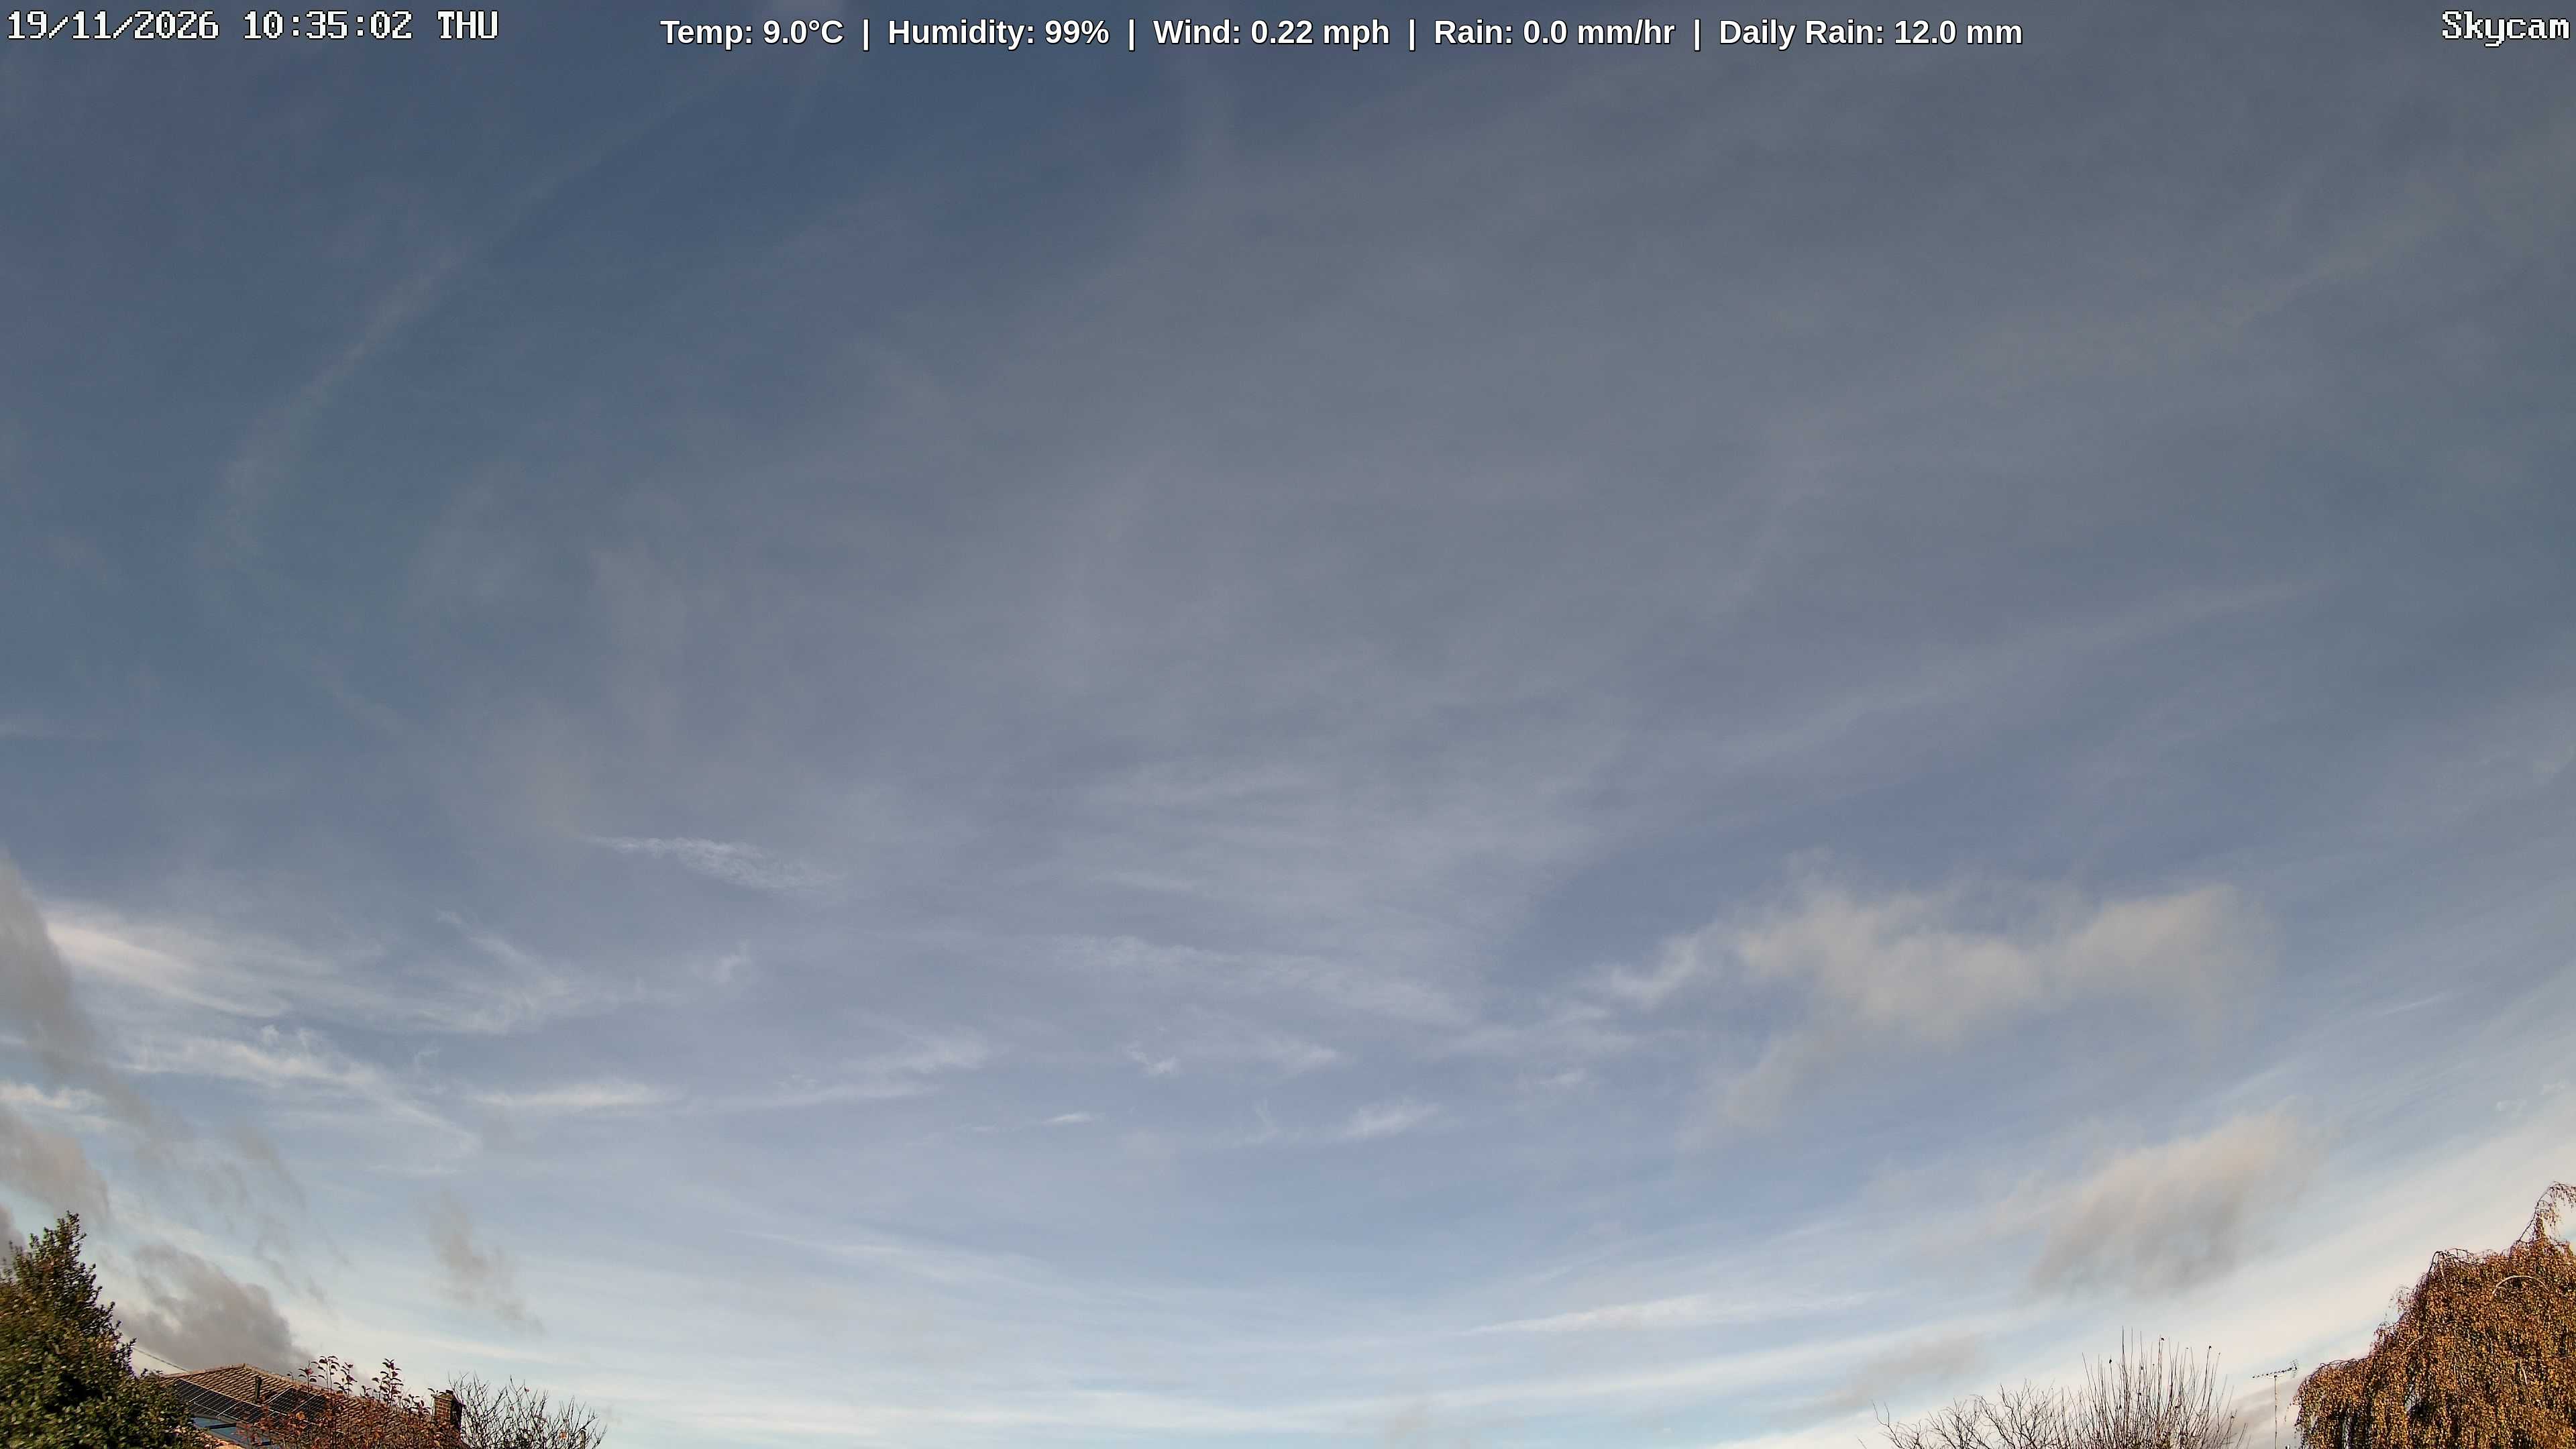 19/11/2026 10:35:02 THU
Temp: 9.0°C | Humidity: 99% | Wind: 0.22 mph | Rain: 0.0 mm/hr | Daily Rain: 12.0 mm
Skycam